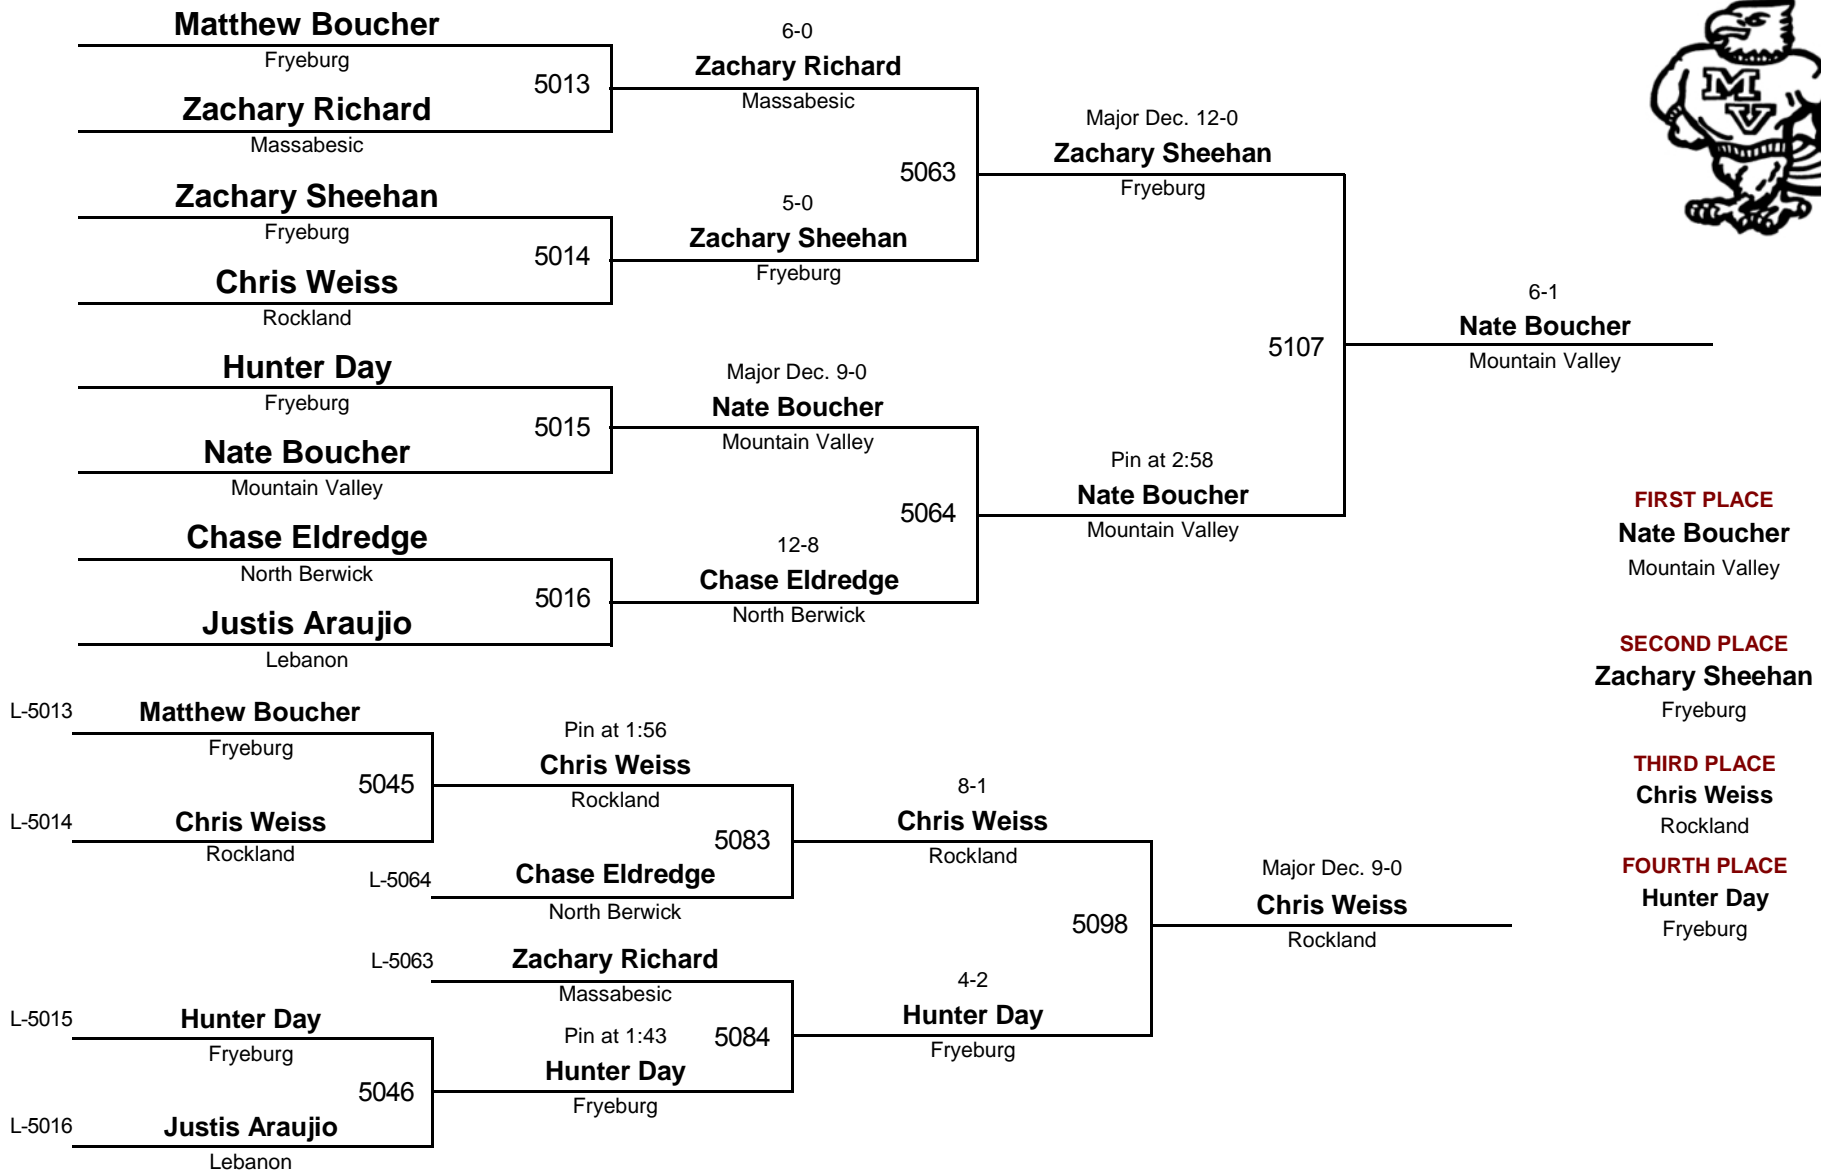 Matthew Boucher
Fryeburg
5013
Zachary Richard
Massabesic
Zachary Sheehan
Fryeburg
5014
Chris Weiss
Rockland
Hunter Day
Fryeburg
5015
Nate Boucher
Mountain Valley
Chase Eldredge
North Berwick
5016
Justis Araujio
Lebanon
6-0
Zachary Richard
Massabesic
5063
5-0
Zachary Sheehan
Fryeburg
Major Dec. 9-0
Nate Boucher
Mountain Valley
5064
12-8
Chase Eldredge
North Berwick
Major Dec. 12-0
Zachary Sheehan
Fryeburg
5107
Pin at 2:58
Nate Boucher
Mountain Valley
6-1
Nate Boucher
Mountain Valley
M
V
FIRST PLACE
Nate Boucher
Mountain Valley
SECOND PLACE
Zachary Sheehan
Fryeburg
THIRD PLACE
Chris Weiss
Rockland
FOURTH PLACE
Hunter Day
Fryeburg
L-5013
Matthew Boucher
Fryeburg
5045
L-5014
Chris Weiss
Rockland
Pin at 1:56
Chris Weiss
Rockland
5083
L-5064
Chase Eldredge
North Berwick
L-5063
Zachary Richard
Massabesic
L-5015
Hunter Day
Fryeburg
5046
L-5016
Justis Araujio
Lebanon
Pin at 1:43
5084
Hunter Day
Fryeburg
8-1
Chris Weiss
Rockland
5098
4-2
Hunter Day
Fryeburg
Major Dec. 9-0
Chris Weiss
Rockland